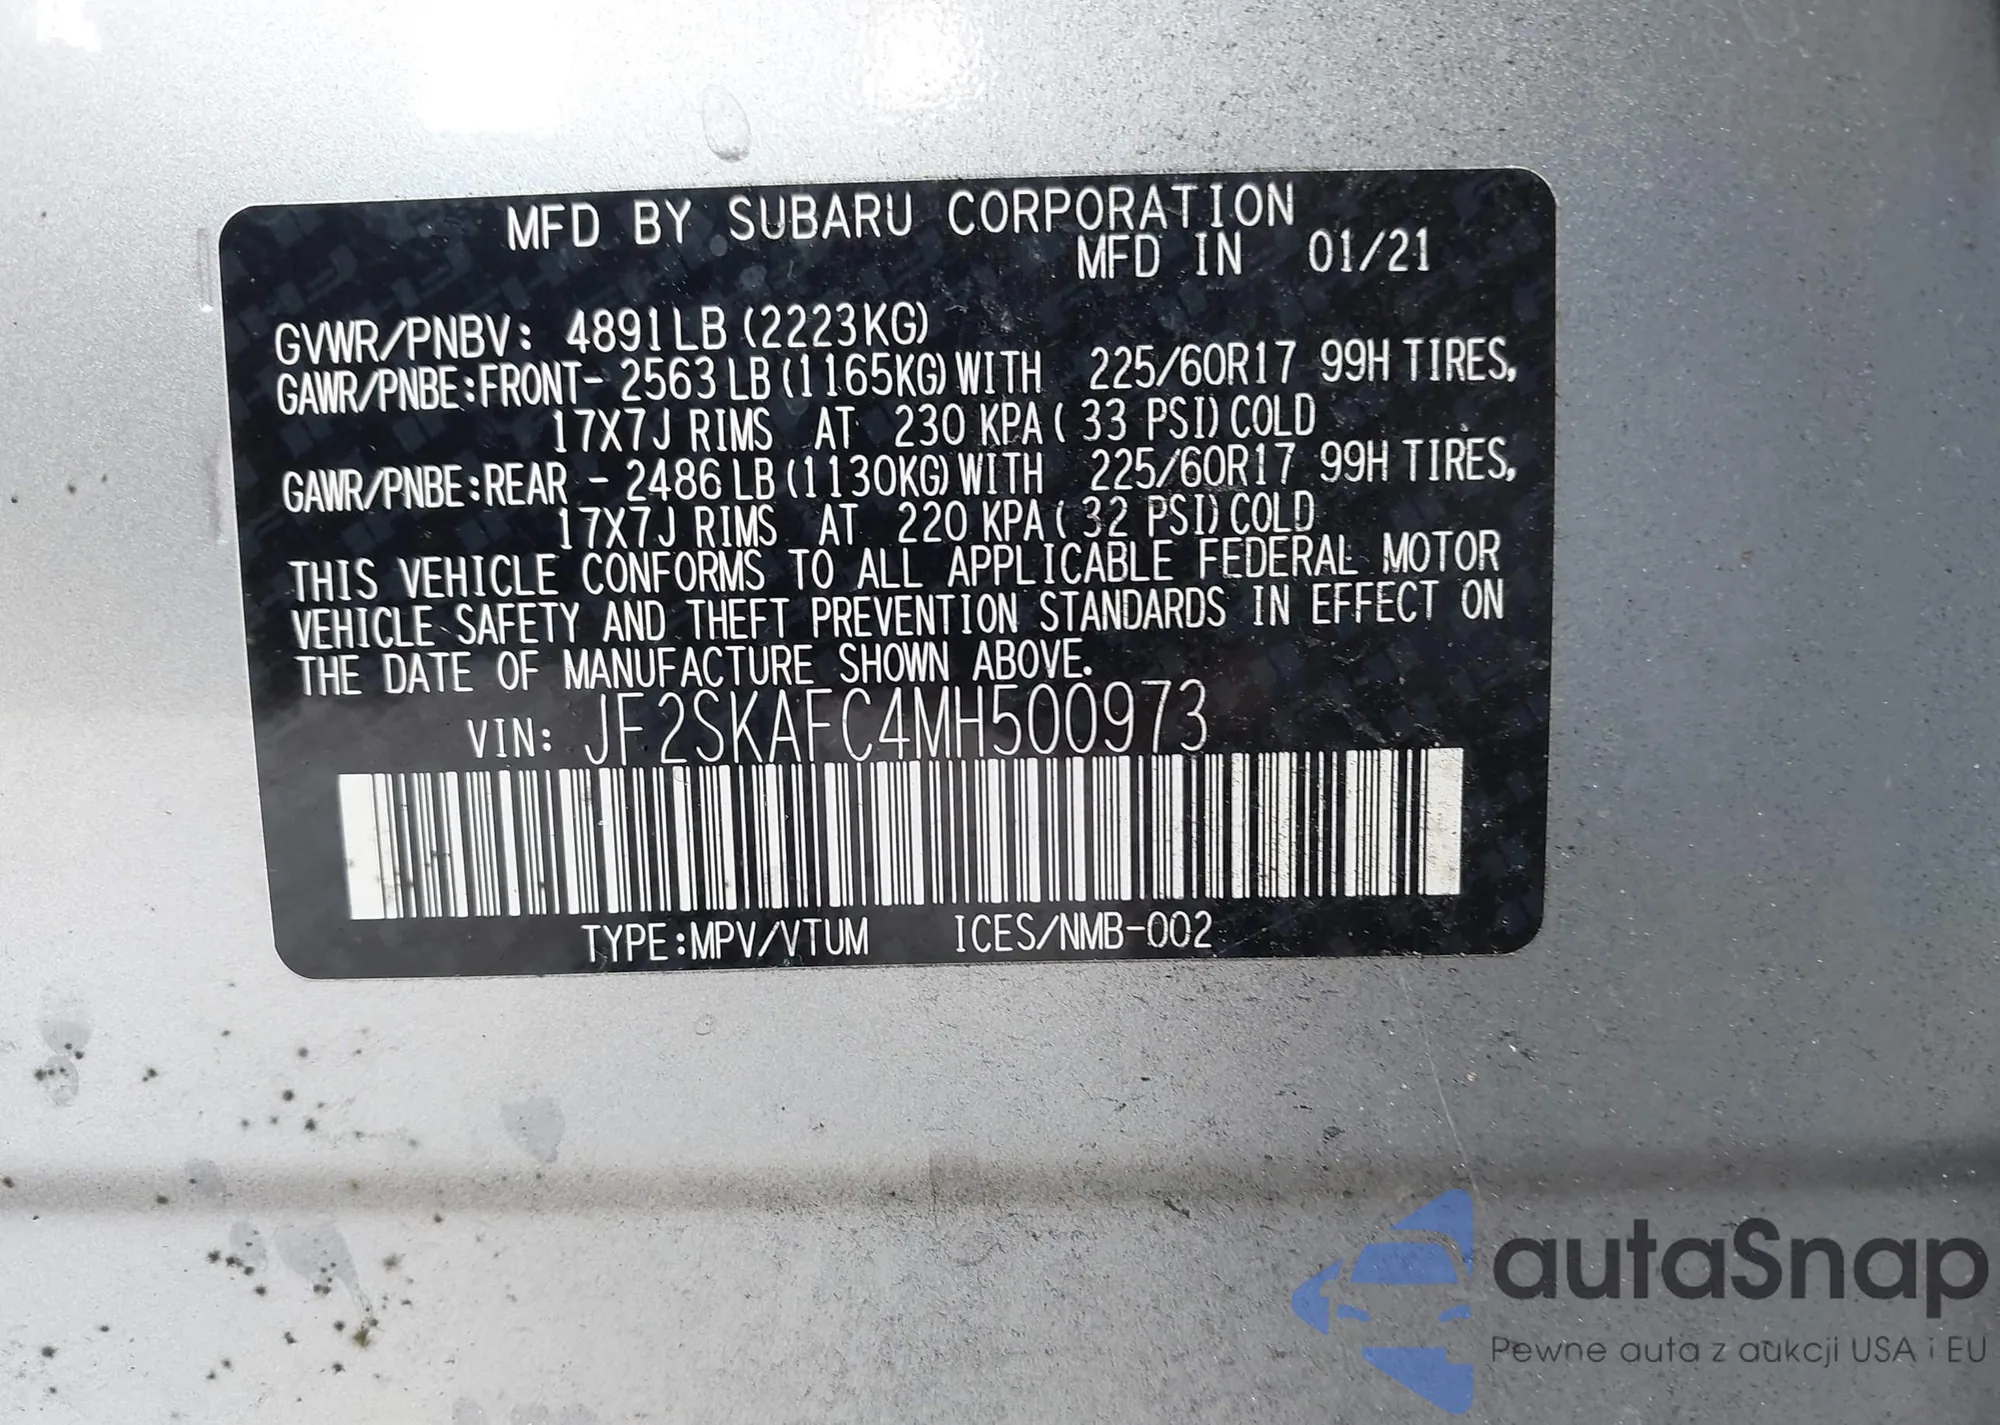 MFD BY SUBARU CORPORATION
MFD IN 01/21
GVWR/PNBV: 4891LB (2223KG)
GAWR/PNBE:FRONT- 2563 LB (1165KG) WITH 225/60R17 99H TIRES,
17X7J RIMS AT 230 KPA ( 33 PSI) COLD
GAWR/PNBE:REAR - 2486 LB (1130KG) WITH 225/60R17 99H TIRES,
17X7J RIMS AT 220 KPA ( 32 PSI) COLD
THIS VEHICLE CONFORMS TO ALL APPLICABLE FEDERAL MOTOR
VEHICLE SAFETY AND THEFT PREVENTION STANDARDS IN EFFECT ON
THE DATE OF MANUFACTURE SHOWN ABOVE.
VIN: JF2SKAFC4MH500973
TYPE:MPV/VTUM ICES/NMB-002
autaSnap
Pewne auta z aukcji USA i EU